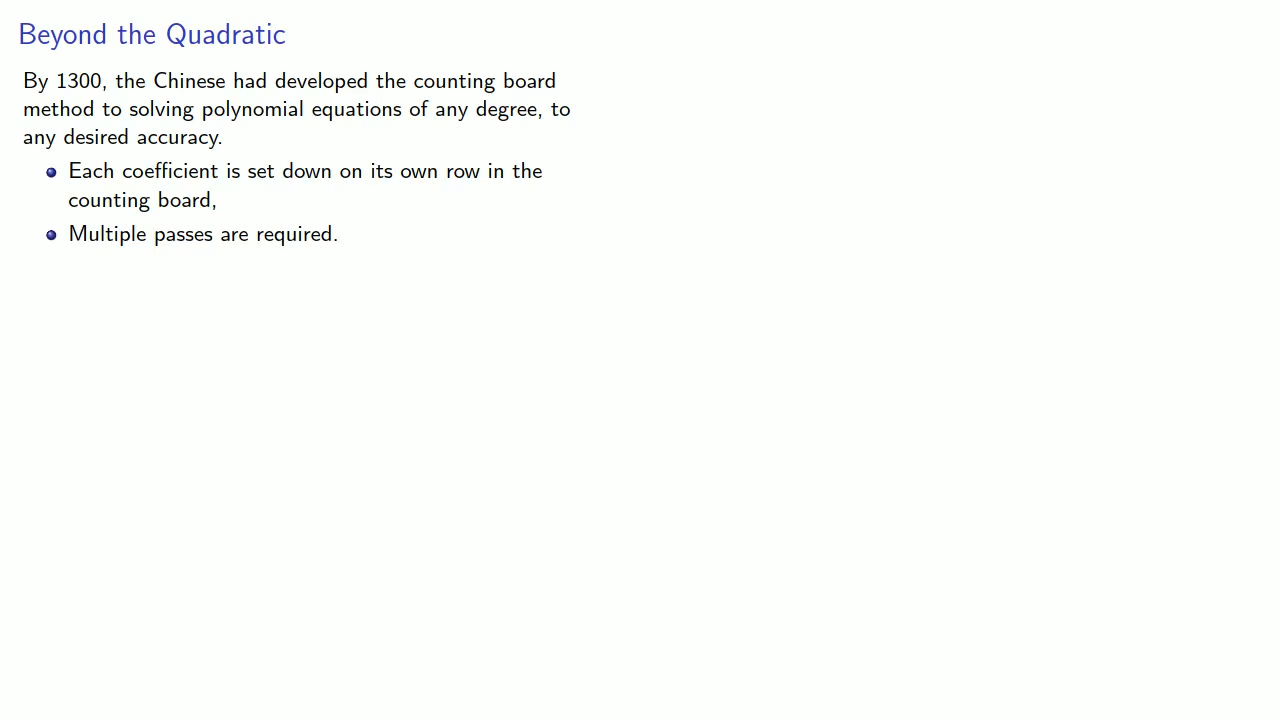 Beyond the Quadratic
By 1300, the Chinese had developed the counting board
method to solving polynomial equations of any degree, to
any desired accuracy.
Each coefficient is set down on its own row in the
counting board,
Multiple passes are required.